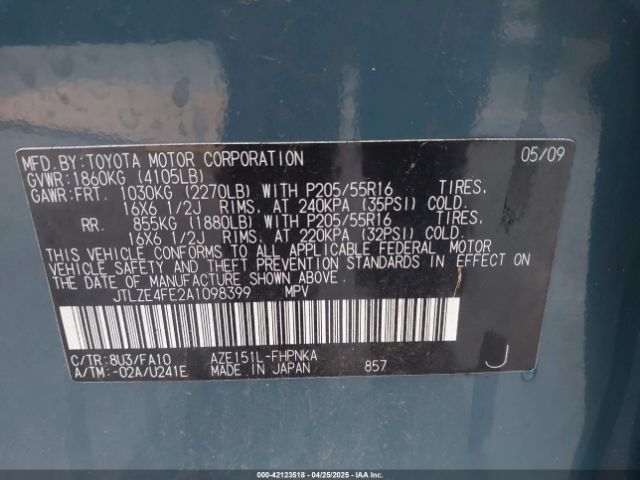 MFD.BY:TOYOTA MOTOR CORPORATION 05/09
GVWR:1860KG (4105LB)
GAWR:FRT. 1030KG (2270LB) WITH P205/55R16 TIRES,
16X6 1/2J RIMS, AT 240KPA (35PSI) COLD.
RR. 855KG (1880LB) WITH P205/55R16 TIRES,
16X6 1/2J RIMS, AT 220KPA (32PSI) COLD.
THIS VEHICLE CONFORMS TO ALL APPLICABLE FEDERAL MOTOR
VEHICLE SAFETY AND THEFT PREVENTION STANDARDS IN EFFECT ON
THE DATE OF MANUFACTURE SHOWN ABOVE.
JTLZE4FE2A1098399 MPV
C/TR:8U3/FA10 AZE151L-FHPNKA
A/TM:-02A/U241E MADE IN JAPAN 857 J
000-42123518 - 04/25/2025 - IAAI.COM